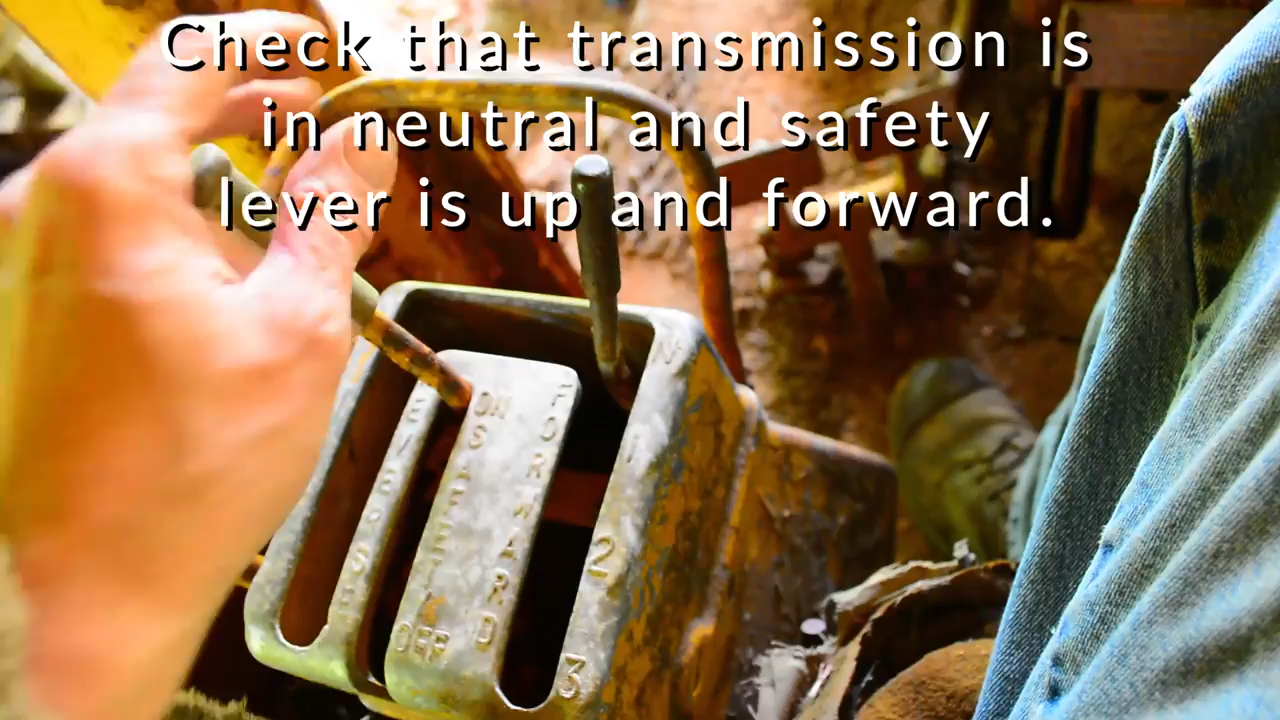 Check that transmission is
in neutral and safety
lever is up and forward.
N
1
2
3
FORWARD
ON
SAFETY
OFF